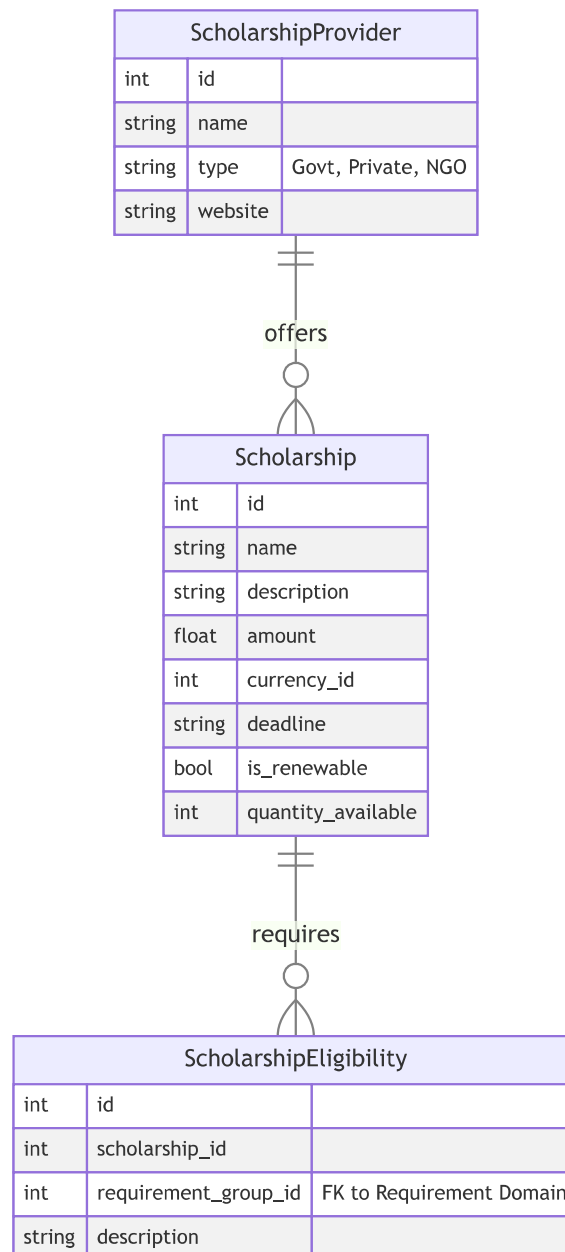 ScholarshipProvider
int id
string name
string type Govt, Private, NGO
string website
offers
Scholarship
int id
string name
string description
float amount
int currency_id
string deadline
bool is_renewable
int quantity_available
requires
ScholarshipEligibility
int id
int scholarship_id
int requirement_group_id FK to Requirement Domain
string description